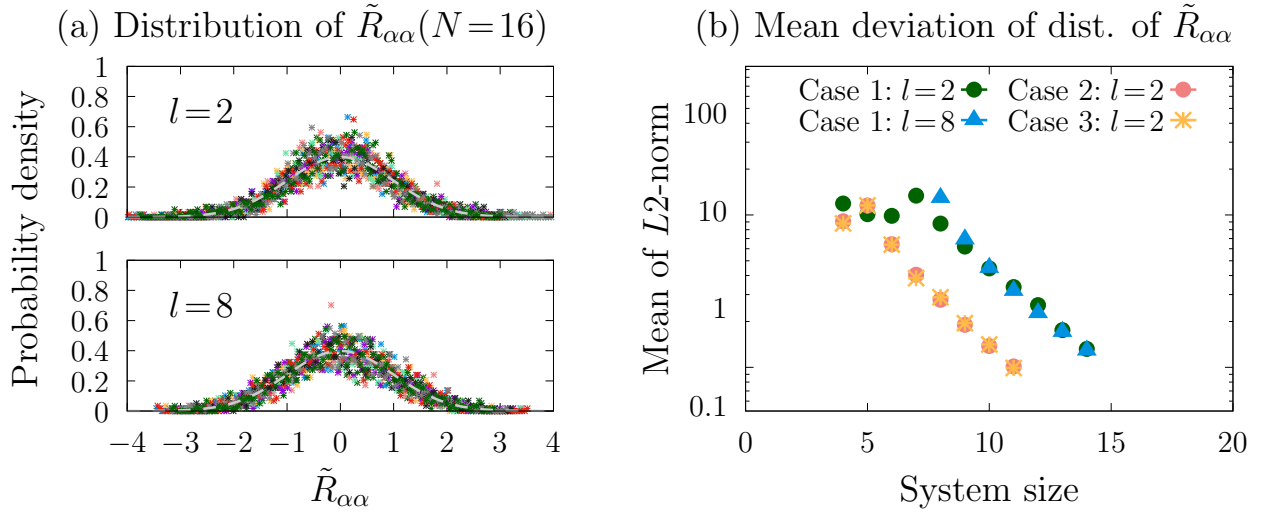 (a) Distribution of R̃αα(N=16)
Probability density
1
0.8
0.6
0.4
0.2
0
l=2
1
0.8
0.6
0.4
0.2
0
l=8
−4 −3 −2 −1 0 1 2 3 4
R̃αα
(b) Mean deviation of dist. of R̃αα
Mean of L2-norm
100
10
1
0.1
Case 1: l=2
Case 2: l=2
Case 1: l=8
Case 3: l=2
0 5 10 15 20
System size